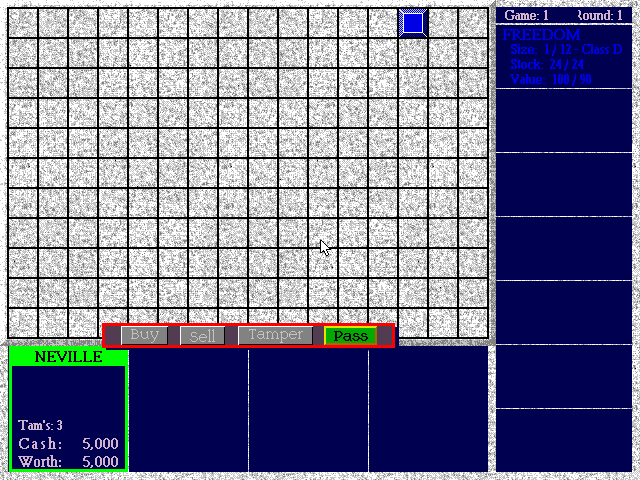 Game: 1 Round: 1
FREEDOM
Size: 1 / 12 - Class D
Stock: 24 / 24
Value: 100 / 90
Buy Sell Tamper Pass
NEVILLE
Tam's: 3
Cash: 5,000
Worth: 5,000